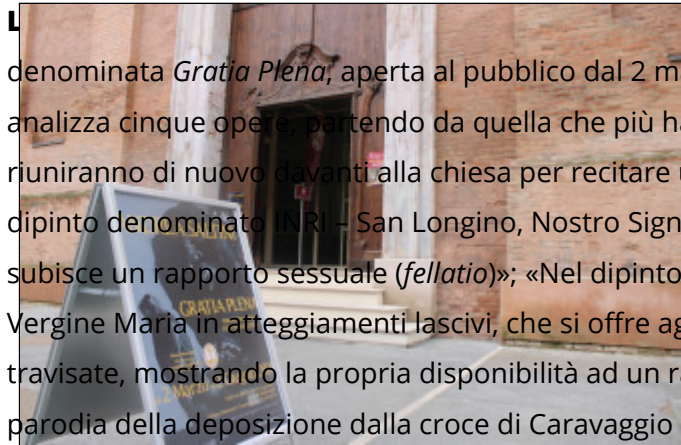 L
denominata Gratia Plena, aperta al pubblico dal 2 m
analizza cinque opere, partendo da quella che più h
riuniranno di nuovo davanti alla chiesa per recitare
dipinto denominato INRI – San Longino, Nostro Sign
subisce un rapporto sessuale (fellatio)»; «Nel dipinto
Vergine Maria in atteggiamenti lascivi, che si offre ag
travisate, mostrando la propria disponibilità ad un ra
parodia della deposizione dalla croce di Caravaggio
GRATIA PLENA